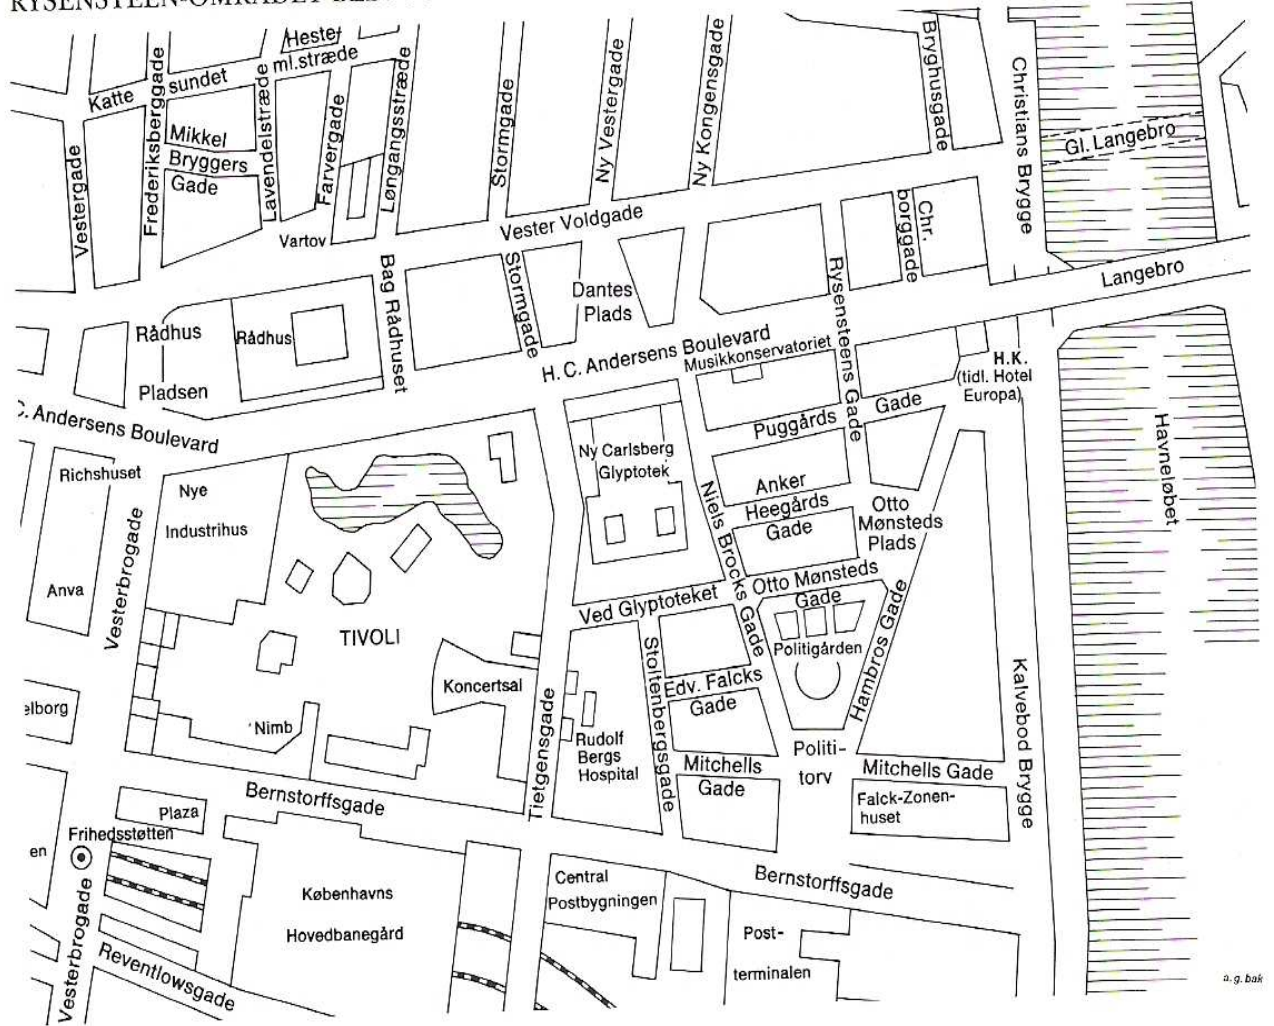 RYSENSTEEN-OMRÅDET
Katte
sundet
Hester
ml.stræde
Frederiksberggade
Vestergade
Mikkel
Bryggers
Gade
Lavendelstræde
Farvergade
Løngangsstræde
Vartov
Stormgade
Ny Vestergade
Ny Kongensgade
Bryghusgade
Christians Brygge
Gl. Langebro
Vester Voldgade
Langebro
Bag Rådhuset
Stormgade
Dantes
Plads
Rysensteens Gade
Chr.
borggade
Rådhus
Pladsen
Rådhus
H. C. Andersens Boulevard
Musikkonservatoriet
H.K.
(tidl. Hotel
Europa)
C. Andersens Boulevard
Puggårds
Gade
Richshuset
Anva
Vesterbrogade
Nye
Industrihus
Ny Carlsberg
Glyptotek
Niels Brocks Gade
Anker
Heegårds
Gade
Otto
Mønsteds
Plads
Havneløbet
TIVOLI
Ved Glyptoteket
Otto Mønsteds
Gade
Politigården
Hambros Gade
Koncertsal
Nimb
Tietgensgade
Rudolf
Bergs
Hospital
Stoltenbergsgade
Edv. Falcks
Gade
Mitchells
Gade
Politi-
torv
Mitchells Gade
Falck-Zonen-
huset
Kalvebod Brygge
elborg
Bernstorffsgade
Plaza
Frihedsstøtten
en
Vesterbrogade
Københavns
Hovedbanegård
Reventlowsgade
Central
Postbygningen
Bernstorffsgade
Post-
terminalen
a.g.bak